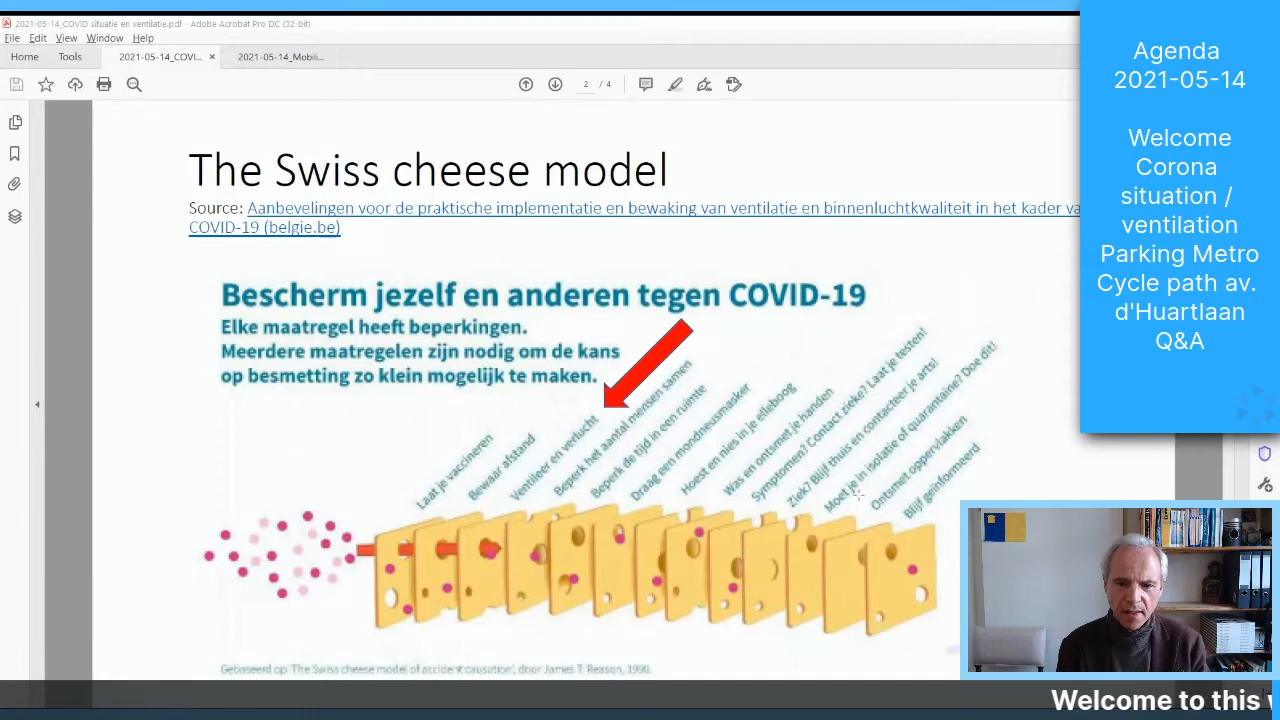 2021-05-14_COVID situatie en ventilatie.pdf - Adobe Acrobat Pro DC (32-bit)
File Edit View Window Help
Home Tools 2021-05-14_COVI... × 2021-05-14_Mobili...
2 / 4
The Swiss cheese model
Source: Aanbevelingen voor de praktische implementatie en bewaking van ventilatie en binnenluchtkwaliteit in het kader va
COVID-19 (belgie.be)
Bescherm jezelf en anderen tegen COVID-19
Elke maatregel heeft beperkingen.
Meerdere maatregelen zijn nodig om de kans
op besmetting zo klein mogelijk te maken.
Laat je vaccineren
Bewaar afstand
Ventileer en verlucht
Beperk het aantal mensen samen
Beperk de tijd in een ruimte
Draag een mondneusmasker
Hoest en nies in je elleboog
Was en ontsmet je handen
Symptomen? Contact zieke? Laat je testen!
Ziek? Blijf thuis en contacteer je arts!
Moet je in isolatie of quarantaine? Doe dit!
Ontsmet oppervlakken
Blijf geïnformeerd
Gebaseerd op 'The Swiss cheese model of accident causation', door James T. Reason, 1990.
Agenda
2021-05-14
Welcome
Corona
situation /
ventilation
Parking Metro
Cycle path av.
d'Huartlaan
Q&A
Welcome to this